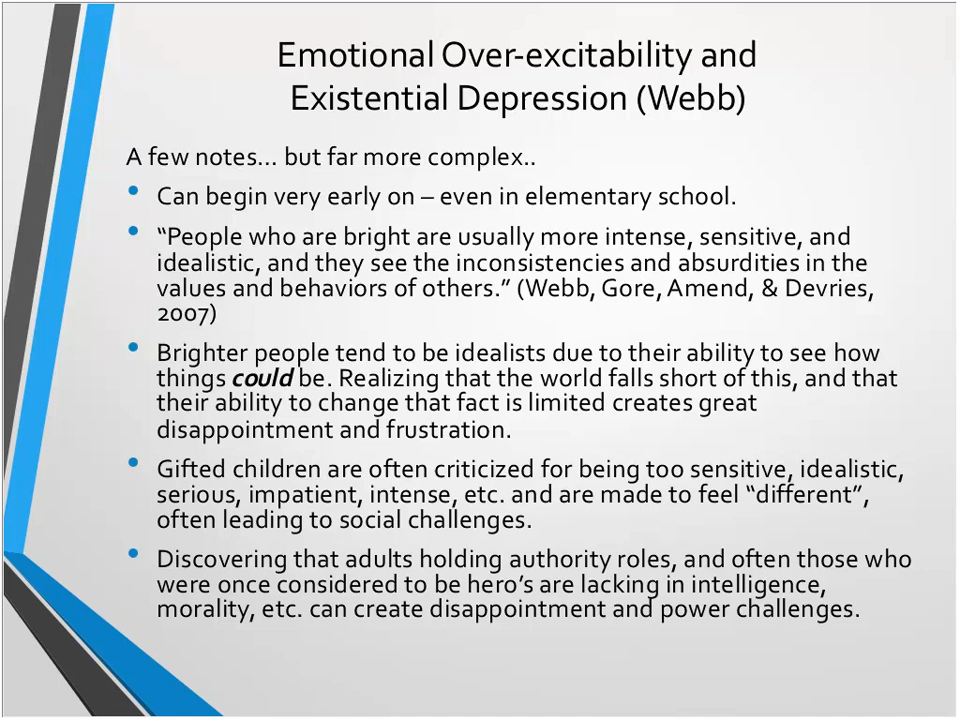 Emotional Over-excitability and
Existential Depression (Webb)
A few notes… but far more complex..
• Can begin very early on – even in elementary school.
• “People who are bright are usually more intense, sensitive, and
idealistic, and they see the inconsistencies and absurdities in the
values and behaviors of others.” (Webb, Gore, Amend, & Devries,
2007)
• Brighter people tend to be idealists due to their ability to see how
things could be. Realizing that the world falls short of this, and that
their ability to change that fact is limited creates great
disappointment and frustration.
• Gifted children are often criticized for being too sensitive, idealistic,
serious, impatient, intense, etc. and are made to feel “different”,
often leading to social challenges.
• Discovering that adults holding authority roles, and often those who
were once considered to be hero’s are lacking in intelligence,
morality, etc. can create disappointment and power challenges.